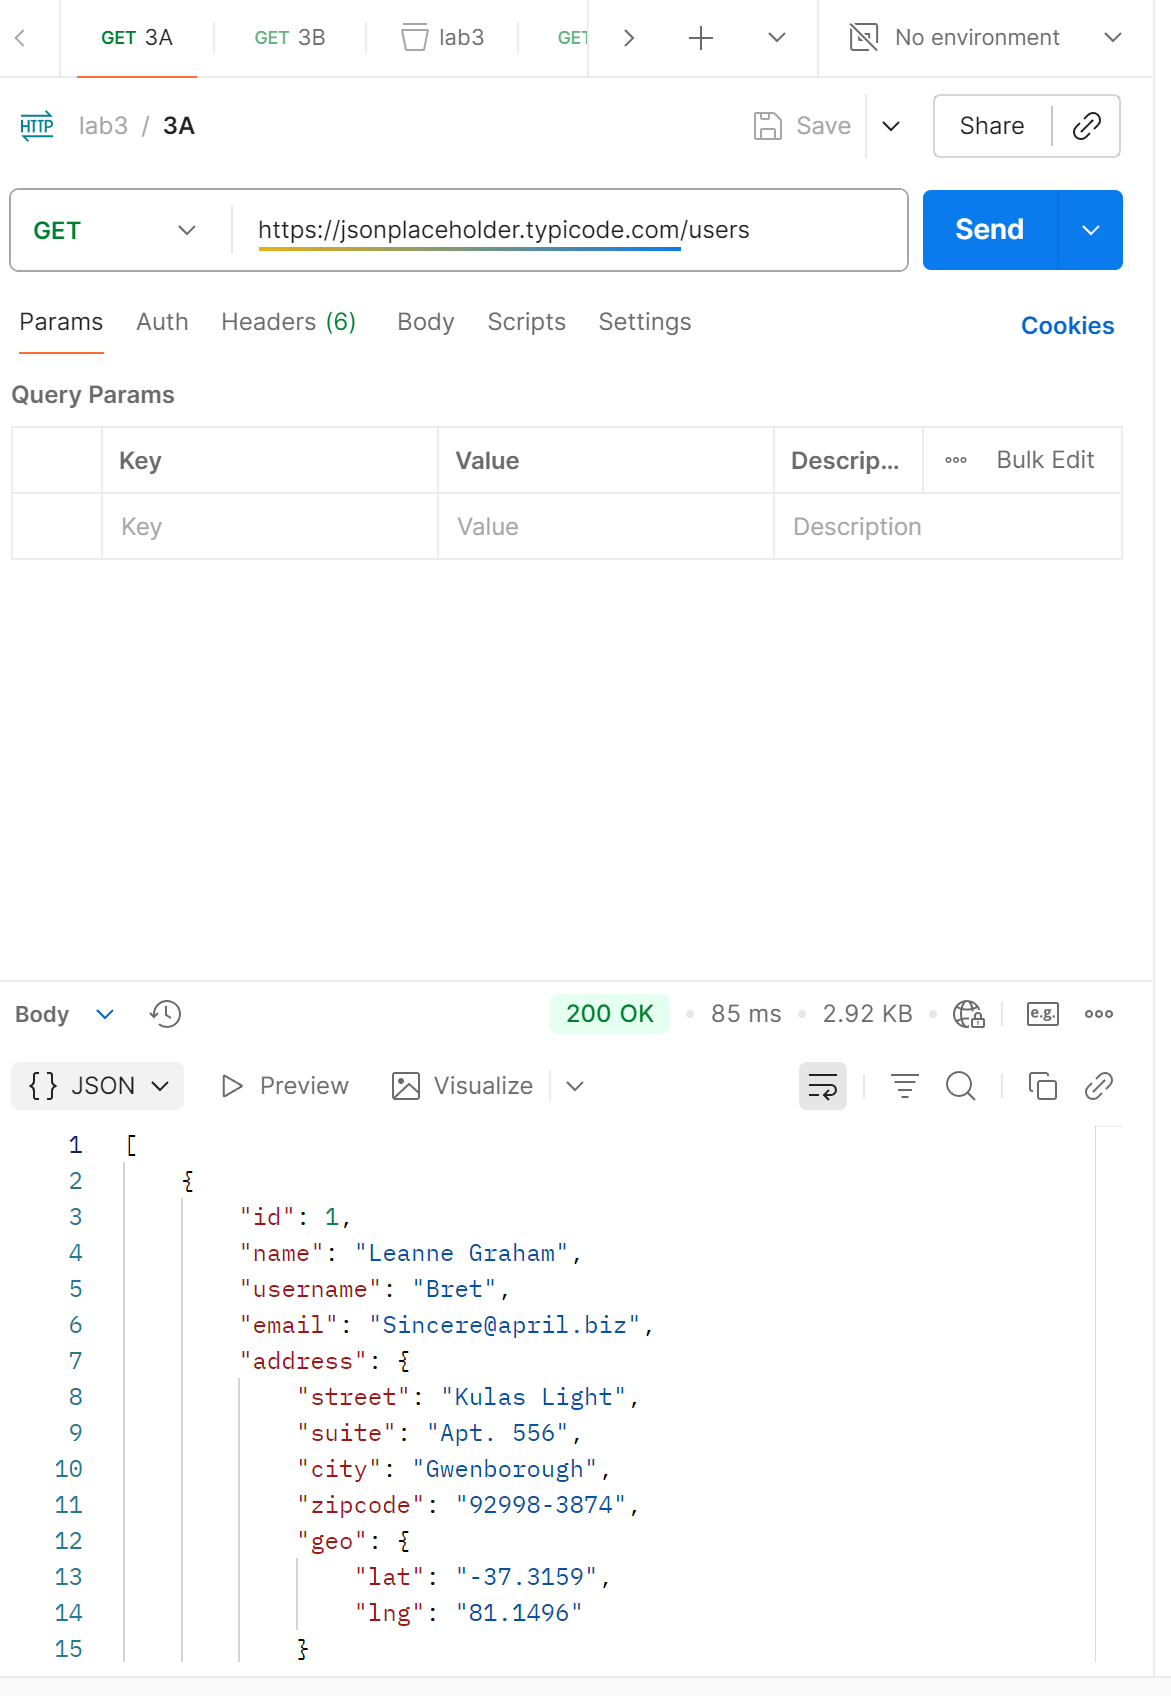 GET 3A GET 3B lab3 GET No environment
HTTP lab3 / 3A Save Share
GET https://jsonplaceholder.typicode.com/users Send
Params Auth Headers (6) Body Scripts Settings Cookies
Query Params
Key Value Descrip... Bulk Edit
Key Value Description
Body 200 OK 85 ms 2.92 KB e.g.
{} JSON Preview Visualize
1 [
2 {
3 "id": 1,
4 "name": "Leanne Graham",
5 "username": "Bret",
6 "email": "Sincere@april.biz",
7 "address": {
8 "street": "Kulas Light",
9 "suite": "Apt. 556",
10 "city": "Gwenborough",
11 "zipcode": "92998-3874",
12 "geo": {
13 "lat": "-37.3159",
14 "lng": "81.1496"
15 }